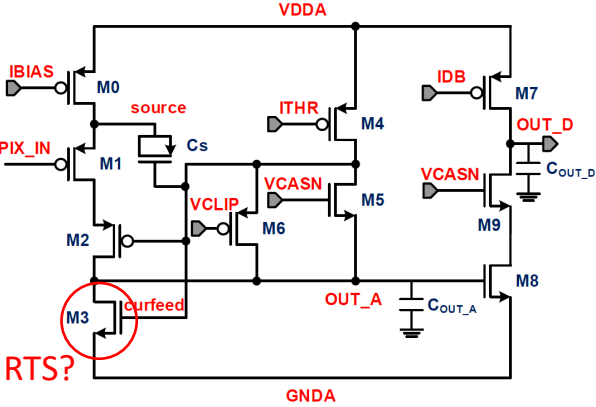 VDDA
IBIAS
M0
IDB
M7
source
ITHR
M4
OUT_D
PIX_IN
Cs
M1
COUT_D
VCASN
VCASN
M5
VCLIP
M9
M2
M6
M8
OUT_A
curfeed
COUT_A
M3
RTS?
GNDA